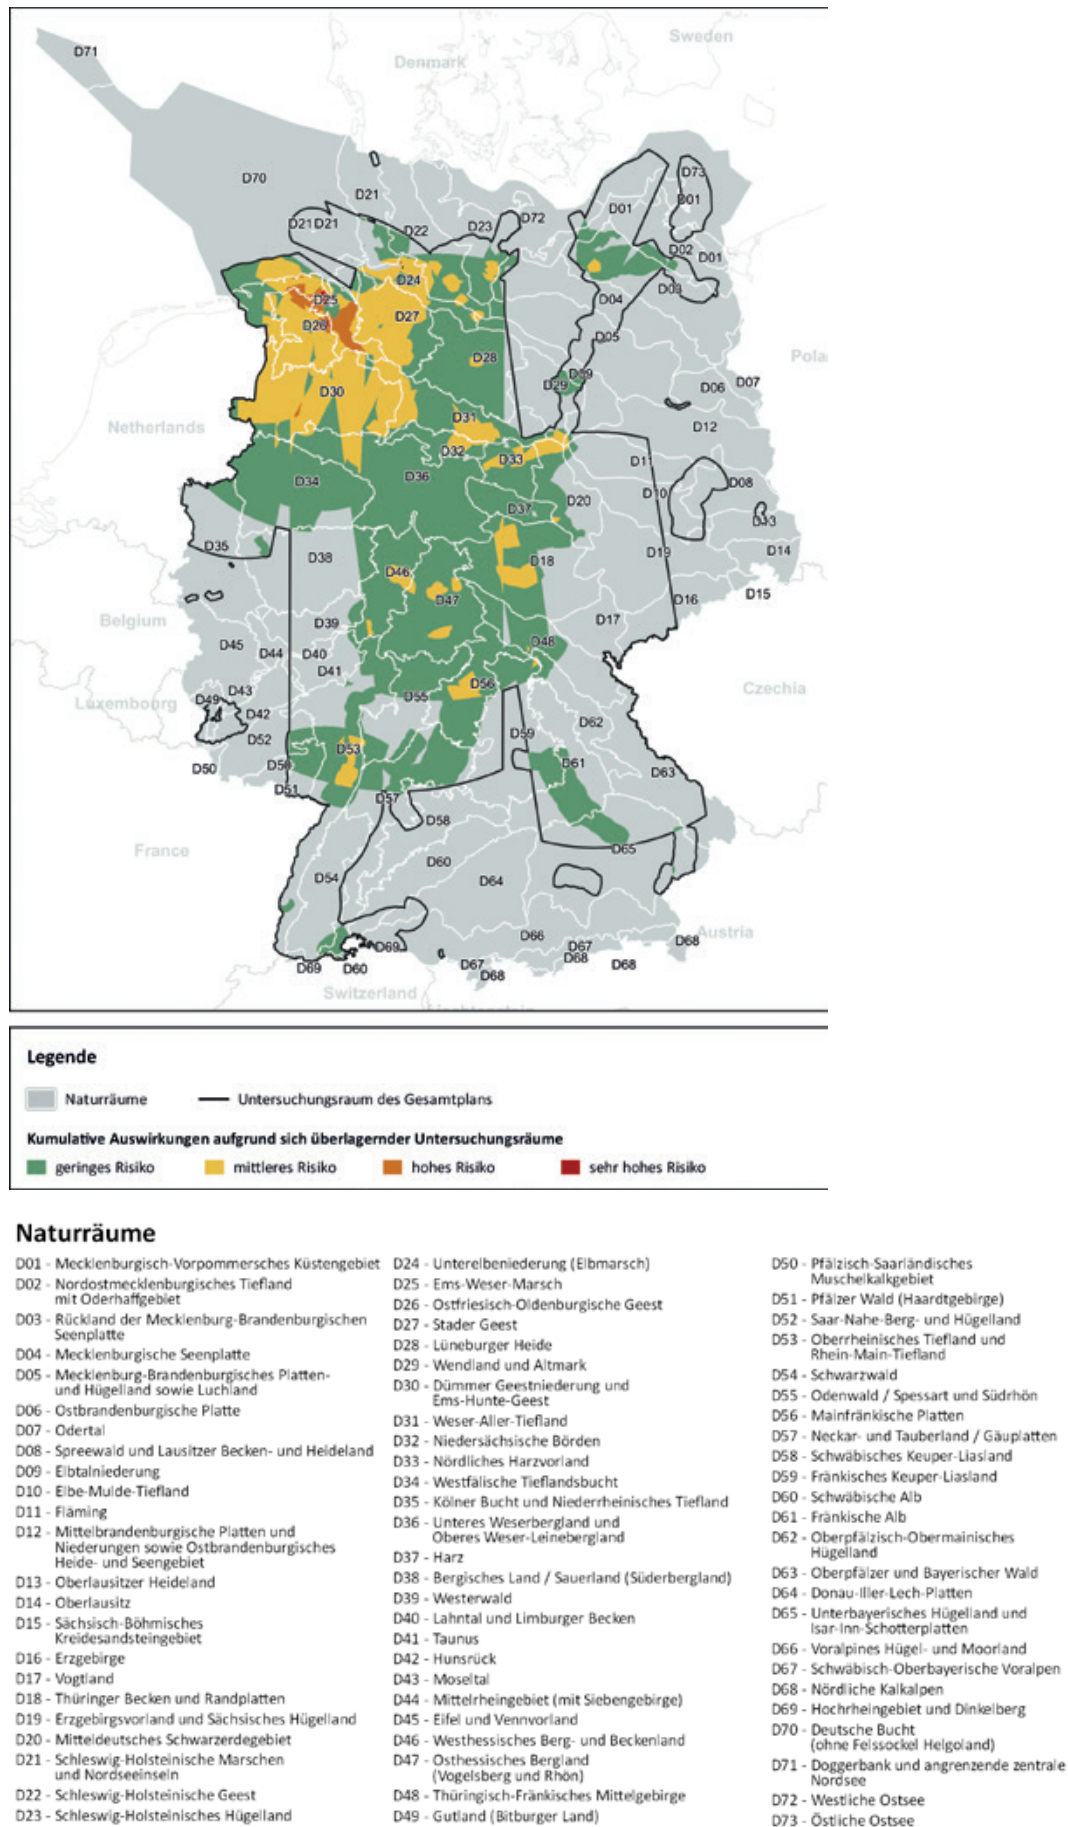 Sweden
D71
Denmark
D70
D73
D21
D01
D01
D21
D21
D22
D23
D72
D02
D01
D24
D03
D25
D04
D26
D27
D05
Pola
D28
D09
D29
D06
D07
D30
D31
D12
Netherlands
D32
D33
D11
D34
D36
D08
D10
D20
D37
D13
D35
D38
D19
D14
D18
D46
D47
D15
D16
Belgium
D39
D17
D45
D44
D40
D48
D41
D56
Czechia
D43
D49
D55
Luxembourg
D42
D62
D59
D52
D53
D50
D50
D61
D63
D51
D57
D58
France
D65
D60
D54
D64
D66
Austria
D69
D67
D68
D68
D69
D60
D67
D68
D68
Switzerland
Liechtenstein
Legende
Naturräume
Untersuchungsraum des Gesamtplans
Kumulative Auswirkungen aufgrund sich überlagernder Untersuchungsräume
geringes Risiko
mittleres Risiko
hohes Risiko
sehr hohes Risiko
Naturräume
D01 - Mecklenburgisch-Vorpommersches Küstengebiet
D02 - Nordostmecklenburgisches Tiefland
mit Oderhaffgebiet
D03 - Rückland der Mecklenburg-Brandenburgischen
Seenplatte
D04 - Mecklenburgische Seenplatte
D05 - Mecklenburg-Brandenburgisches Platten-
und Hügelland sowie Luchland
D06 - Ostbrandenburgische Platte
D07 - Odertal
D08 - Spreewald und Lausitzer Becken- und Heideland
D09 - Elbtalniederung
D10 - Elbe-Mulde-Tiefland
D11 - Fläming
D12 - Mittelbrandenburgische Platten und
Niederungen sowie Ostbrandenburgisches
Heide- und Seengebiet
D13 - Oberlausitzer Heideland
D14 - Oberlausitz
D15 - Sächsisch-Böhmisches
Kreidesandsteingebiet
D16 - Erzgebirge
D17 - Vogtland
D18 - Thüringer Becken und Randplatten
D19 - Erzgebirgsvorland und Sächsisches Hügelland
D20 - Mitteldeutsches Schwarzerdegebiet
D21 - Schleswig-Holsteinische Marschen
und Nordseeinseln
D22 - Schleswig-Holsteinische Geest
D23 - Schleswig-Holsteinisches Hügelland
D24 - Unterelbeniederung (Elbmarsch)
D25 - Ems-Weser-Marsch
D26 - Ostfriesisch-Oldenburgische Geest
D27 - Stader Geest
D28 - Lüneburger Heide
D29 - Wendland und Altmark
D30 - Dümmer Geestniederung und
Ems-Hunte-Geest
D31 - Weser-Aller-Tiefland
D32 - Niedersächsische Börden
D33 - Nördliches Harzvorland
D34 - Westfälische Tieflandsbucht
D35 - Kölner Bucht und Niederrheinisches Tiefland
D36 - Unteres Weserbergland und
Oberes Weser-Leinebergland
D37 - Harz
D38 - Bergisches Land / Sauerland (Süderbergland)
D39 - Westerwald
D40 - Lahntal und Limburger Becken
D41 - Taunus
D42 - Hunsrück
D43 - Moseltal
D44 - Mittelrheingebiet (mit Siebengebirge)
D45 - Eifel und Vennvorland
D46 - Westhessisches Berg- und Beckenland
D47 - Osthessisches Bergland
(Vogelsberg und Rhön)
D48 - Thüringisch-Fränkisches Mittelgebirge
D49 - Gutland (Bitburger Land)
D50 - Pfälzisch-Saarländisches
Muschelkalkgebiet
D51 - Pfälzer Wald (Haardtgebirge)
D52 - Saar-Nahe-Berg- und Hügelland
D53 - Oberrheinisches Tiefland und
Rhein-Main-Tiefland
D54 - Schwarzwald
D55 - Odenwald / Spessart und Südrhön
D56 - Mainfränkische Platten
D57 - Neckar- und Tauberland / Gäuplatten
D58 - Schwäbisches Keuper-Liasland
D59 - Fränkisches Keuper-Liasland
D60 - Schwäbische Alb
D61 - Fränkische Alb
D62 - Oberpfälzisch-Obermainisches
Hügelland
D63 - Oberpfälzer und Bayerischer Wald
D64 - Donau-Iller-Lech-Platten
D65 - Unterbayerisches Hügelland und
Isar-Inn-Schotterplatten
D66 - Voralpines Hügel- und Moorland
D67 - Schwäbisch-Oberbayerische Voralpen
D68 - Nördliche Kalkalpen
D69 - Hochrheingebiet und Dinkelberg
D70 - Deutsche Bucht
(ohne Felssockel Helgoland)
D71 - Doggerbank und angrenzende zentrale
Nordsee
D72 - Westliche Ostsee
D73 - Östliche Ostsee